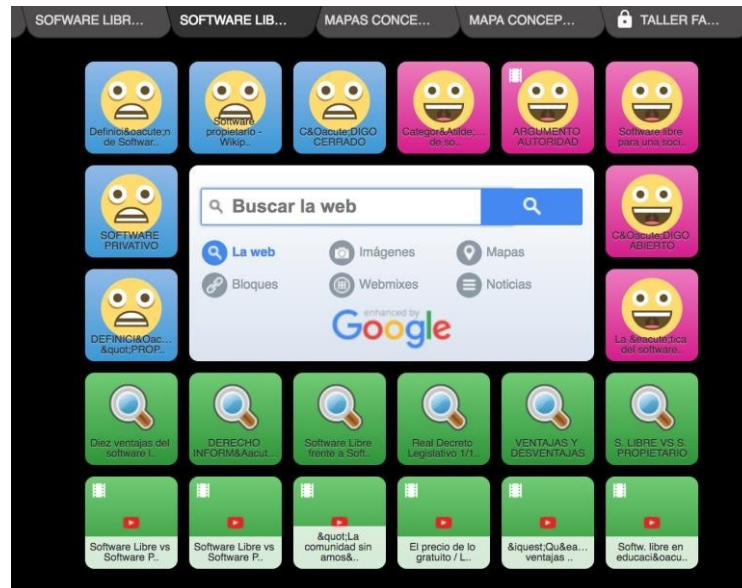 SOFWARE LIBR...
SOFTWARE LIB...
MAPAS CONCE...
MAPA CONCEP...
TALLER FA...
Definici&oacute;n
de Softwar..
Software
propietario -
Wikip..
C&Oacute;DIGO
CERRADO
Categor&Atilde;...
de so..
ARGUMENTO
AUTORIDAD
Software libre
para una soci..
SOFTWARE
PRIVATIVO
Buscar la web
La web
Imágenes
Mapas
Bloques
Webmixes
Noticias
enhanced by
Google
C&Oacute;DIGO
ABIERTO
DEFINICI&Oac...
&quot;PROP..
La &eacute;tica
del software..
Diez ventajas del
software l..
DERECHO
INFORM&Aacut...
Software Libre
frente a Soft..
Real Decreto
Legislativo 1/1..
VENTAJAS Y
DESVENTAJAS
S. LIBRE VS S.
PROPIETARIO
Software Libre vs
Software P..
Software Libre vs
Software P..
&quot;La
comunidad sin
amos&..
El precio de lo
gratuito / L..
&iquest;Qu&ea...
ventajas ..
Softw. libre en
educaci&oacu..